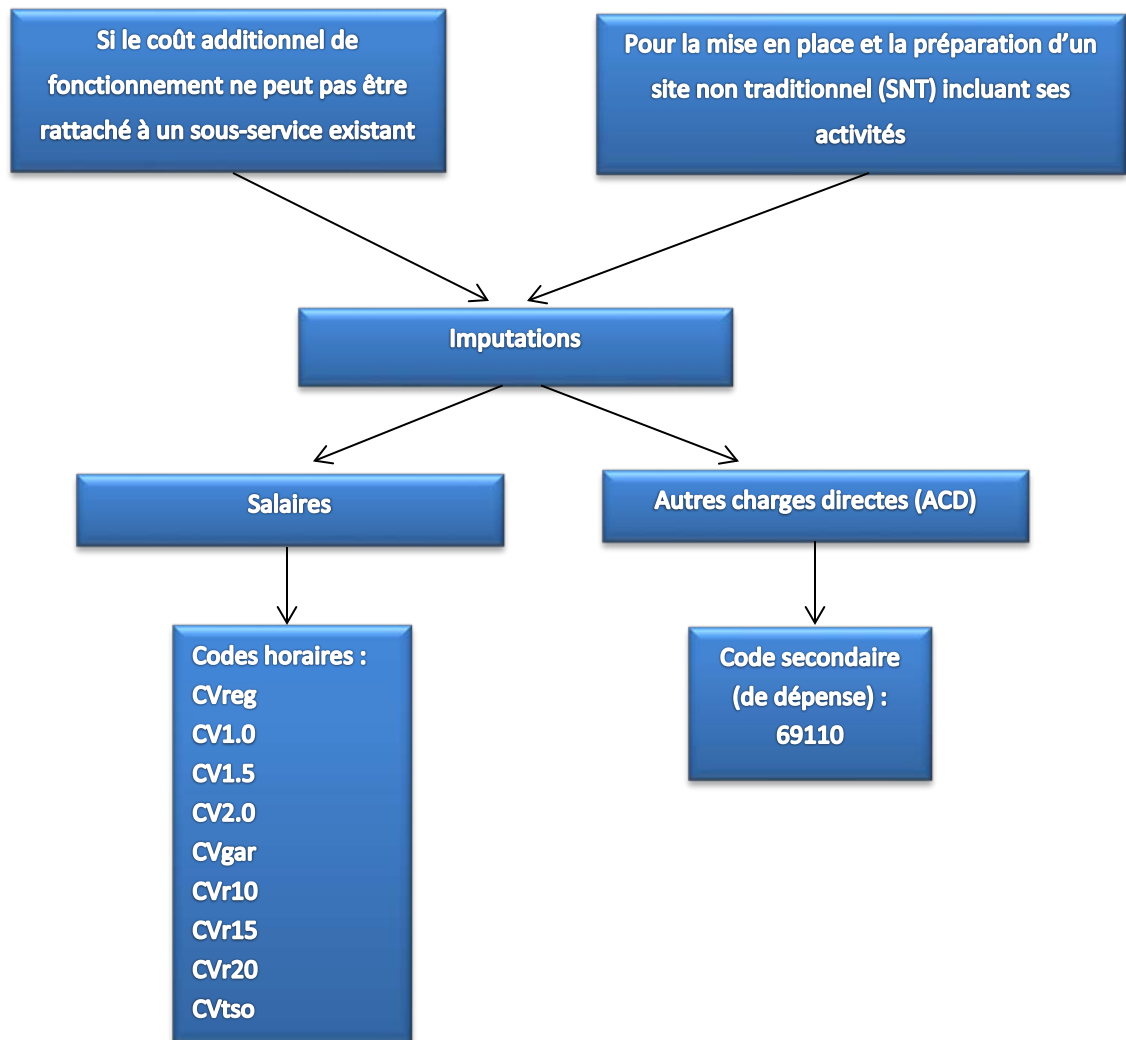 Si le coût additionnel de
fonctionnement ne peut pas être
rattaché à un sous-service existant
Pour la mise en place et la préparation d’un
site non traditionnel (SNT) incluant ses
activités
Imputations
Salaires
Autres charges directes (ACD)
Codes horaires :
CVreg
CV1.0
CV1.5
CV2.0
CVgar
CVr10
CVr15
CVr20
CVtso
Code secondaire
(de dépense) :
69110